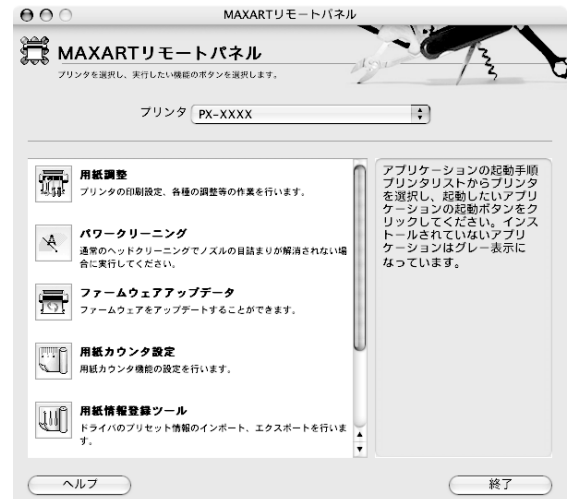 MAXARTリモートパネル
MAXARTリモートパネル
プリンタを選択し、実行したい機能のボタンを選択します。
プリンタ PX-XXXX
用紙調整
プリンタの印刷設定、各種の調整等の作業を行います。
パワークリーニング
通常のヘッドクリーニングでノズルの目詰まりが解消されない場
合に実行してください。
ファームウェアアップデータ
ファームウェアをアップデートすることができます。
用紙カウンタ設定
用紙カウンタ機能の設定を行います。
用紙情報登録ツール
ドライバのプリセット情報のインポート、エクスポートを行いま
す。
アプリケーションの起動手順
プリンタリストからプリンタ
を選択し、起動したいアプリ
ケーションの起動ボタンをク
リックしてください。インス
トールされていないアプリ
ケーションはグレー表示に
なっています。
ヘルプ
終了